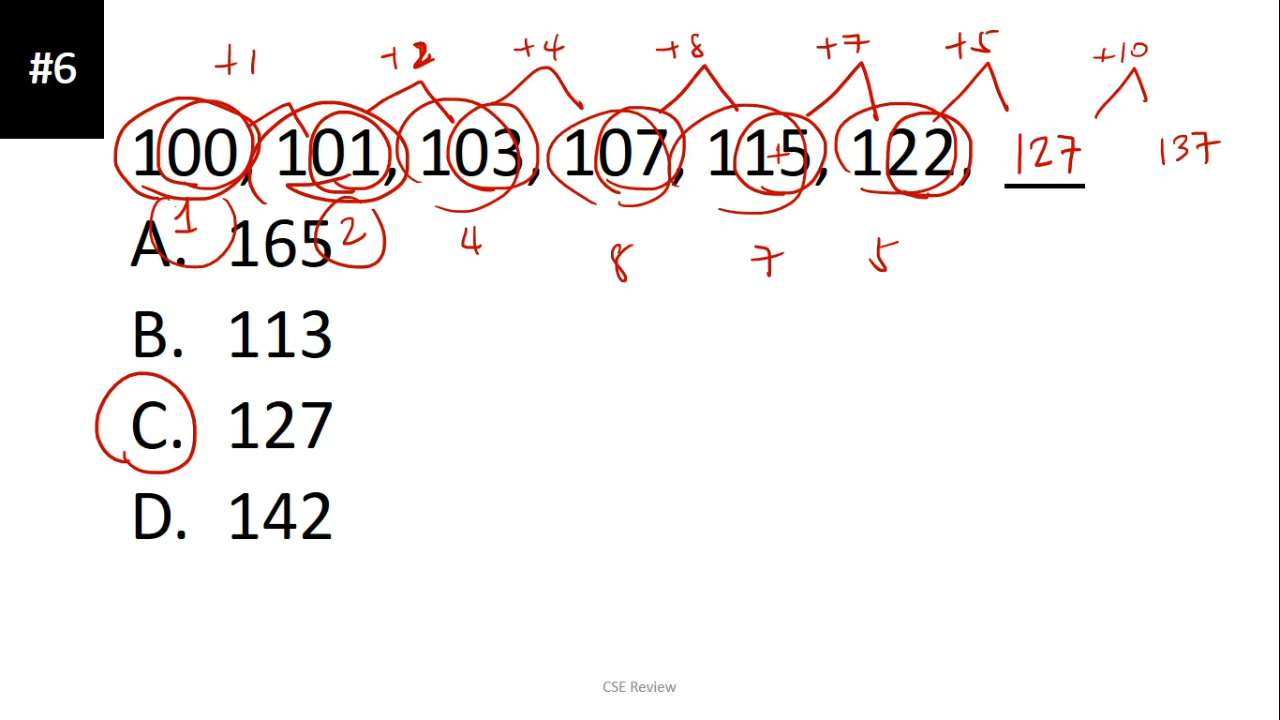 +1 +2 +4 +8 +7 +5 +10
#6
100, 101, 103, 107, 115, 122, 127 137
1 2 4 8 7 5
A. 165
B. 113
C. 127
D. 142
CSE Review